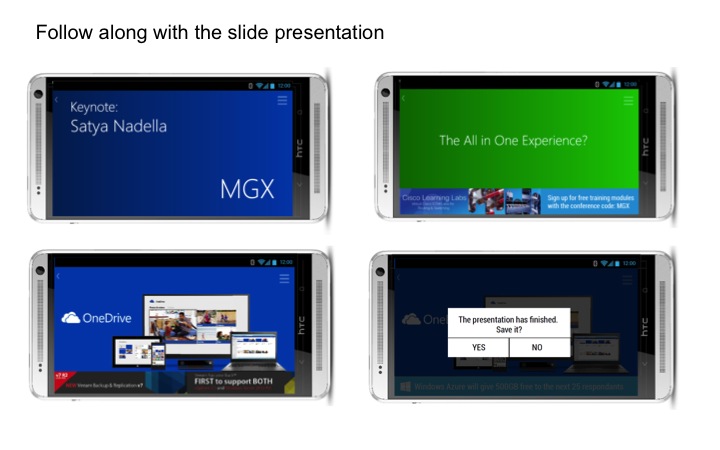 Follow along with the slide presentation
12:00
Keynote:
Satya Nadella
MGX
hTC
12:00
The All in One Experience?
Cisco Learning Labs
Sign up for free training modules
with the conference code: MGX
hTC
12:00
OneDrive
v7 R2
NEW Veeam Backup & Replication v7
FIRST to support BOTH
hTC
12:00
The presentation has finished.
Save it?
YES
NO
Windows Azure will give 500GB free to the next 25 respondents
hTC